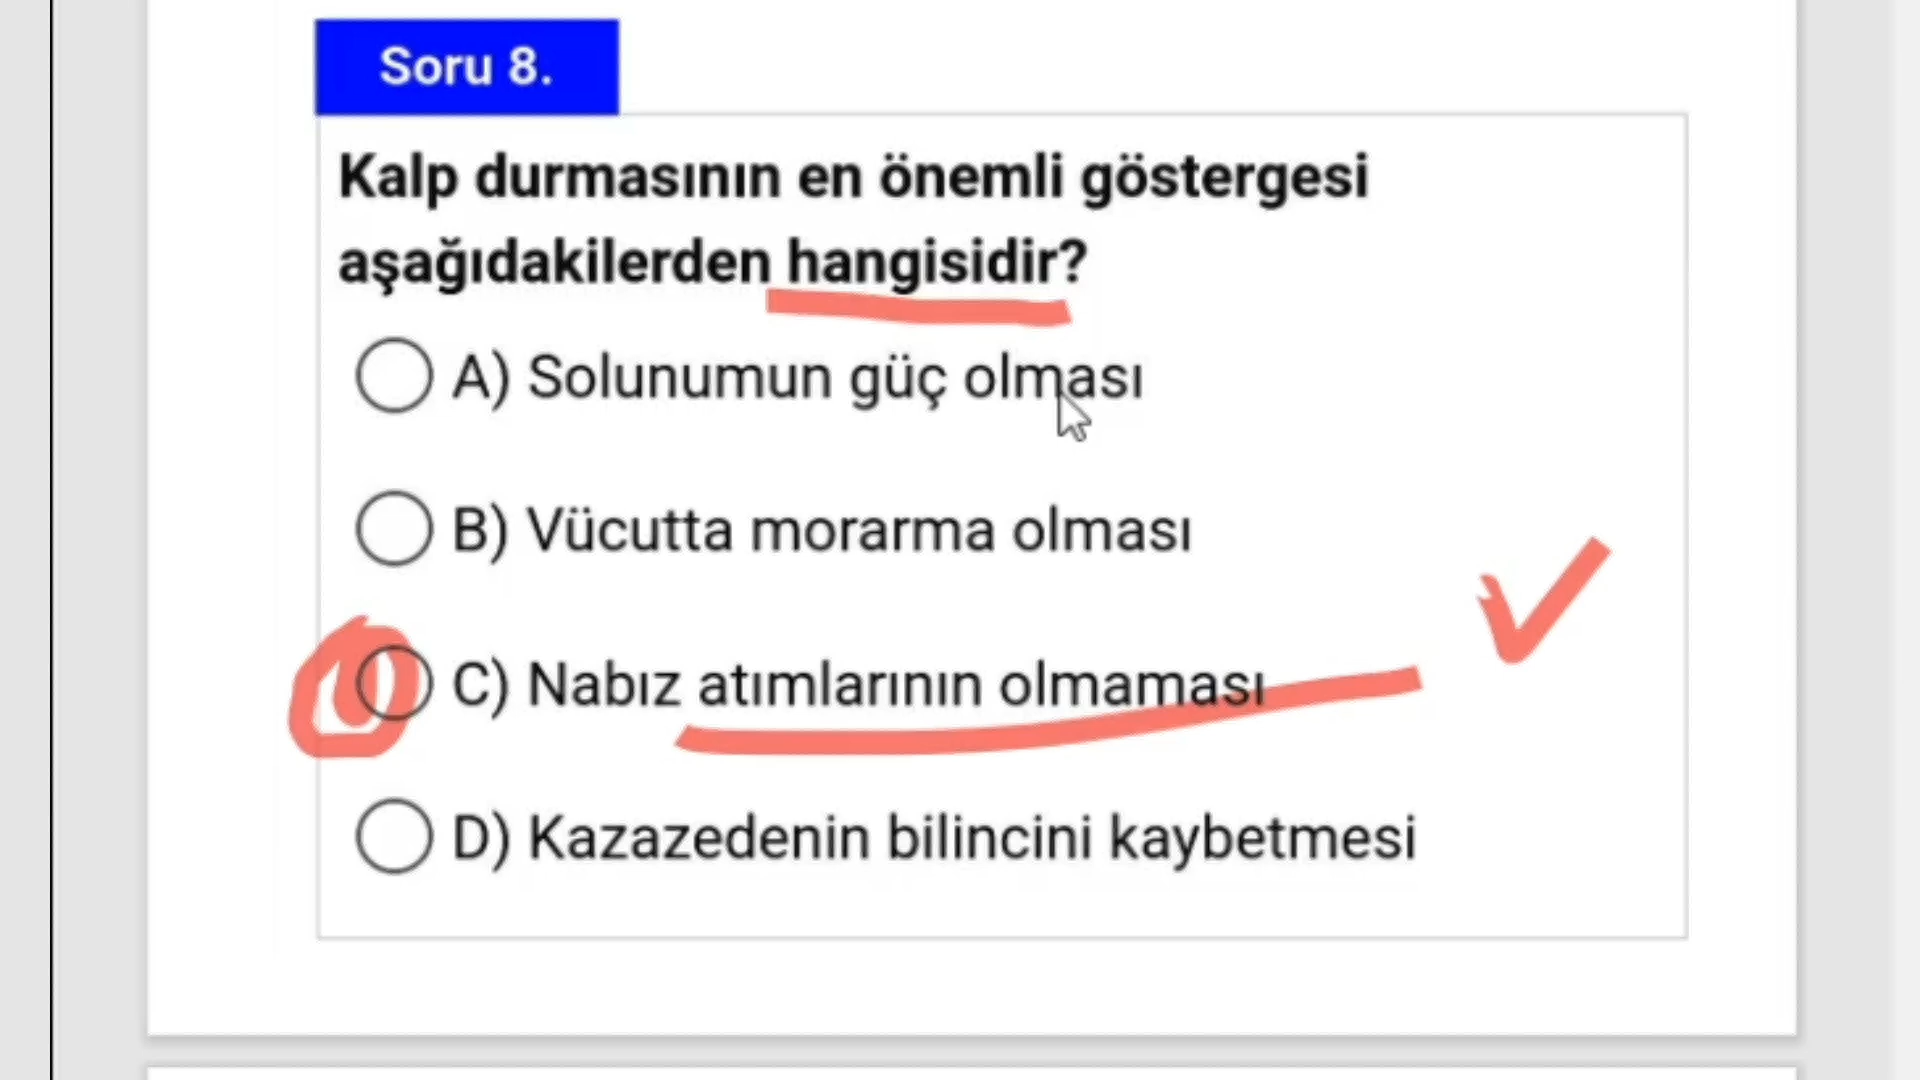 Soru 8.
Kalp durmasının en önemli göstergesi
aşağıdakilerden hangisidir?
A) Solunumun güç olması
B) Vücutta morarma olması
C) Nabız atımlarının olmaması
D) Kazazedenin bilincini kaybetmesi